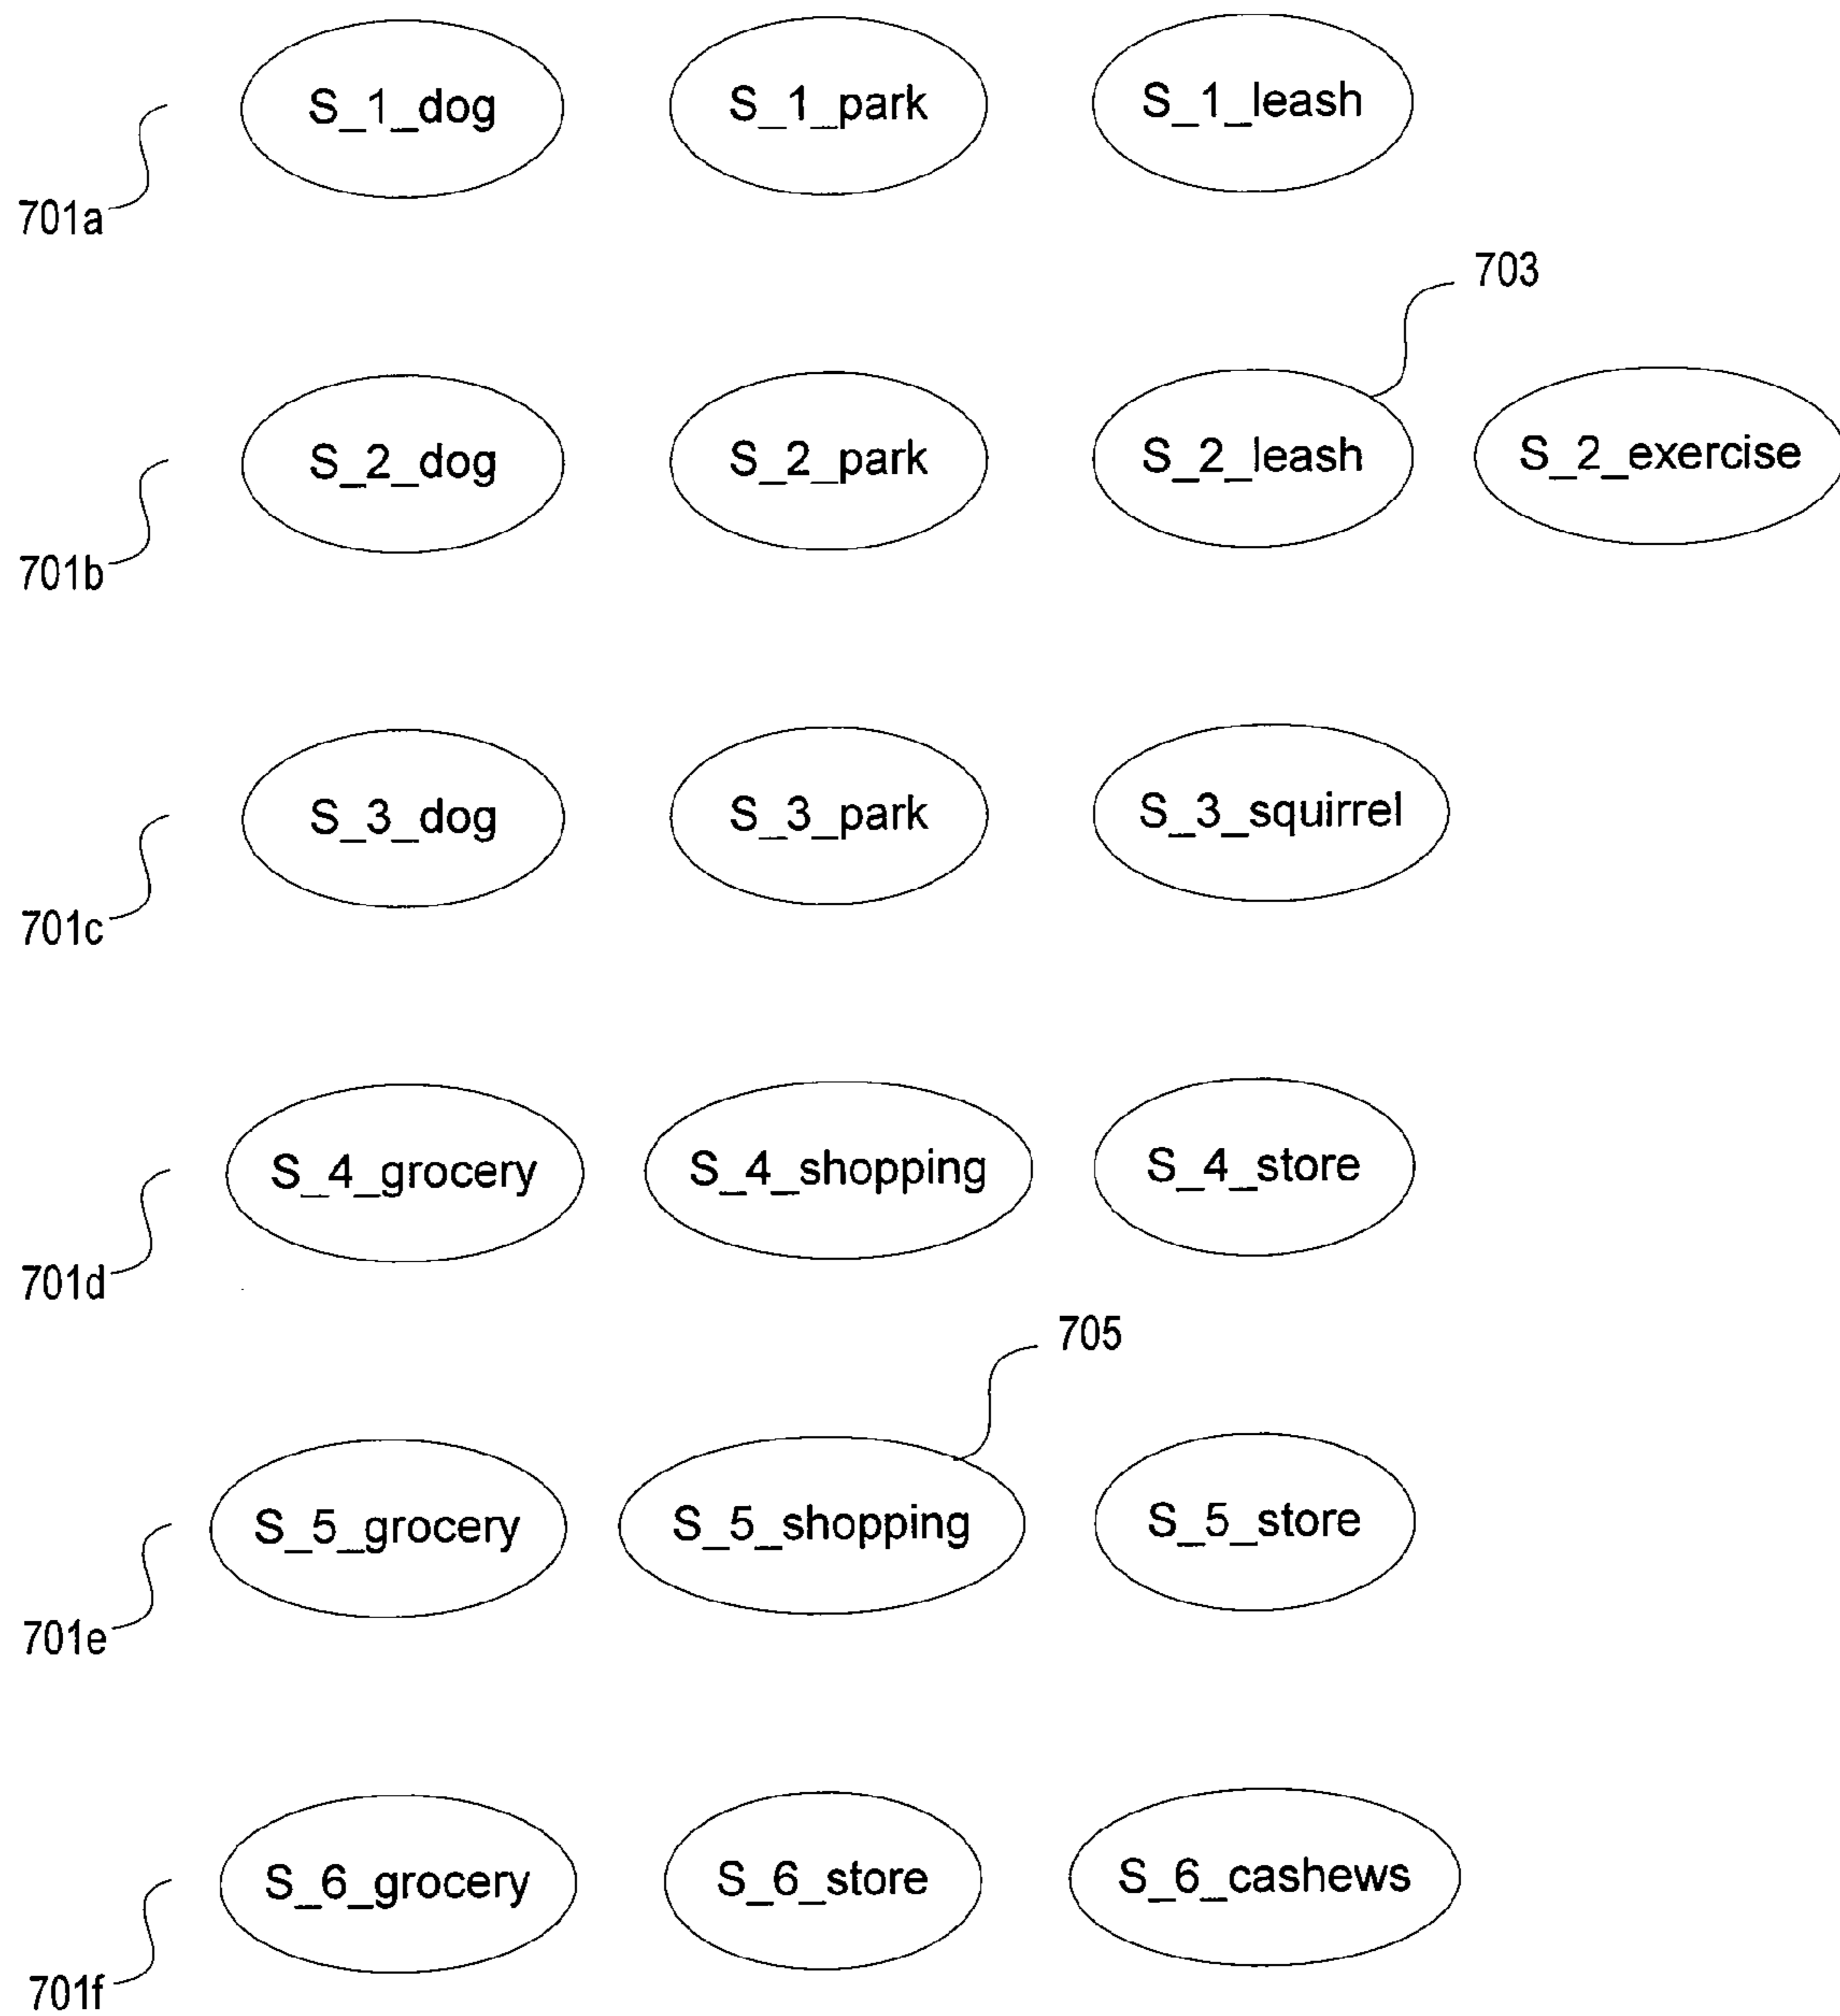 S_1_dog S_1_park S_1_leash
701a
703
S_2_dog S_2_park S_2_leash S_2_exercise
701b
S_3_dog S_3_park S_3_squirrel
701c
S_4_grocery S_4_shopping S_4_store
701d
705
S_5_grocery S_5_shopping S_5_store
701e
S_6_grocery S_6_store S_6_cashews
701f